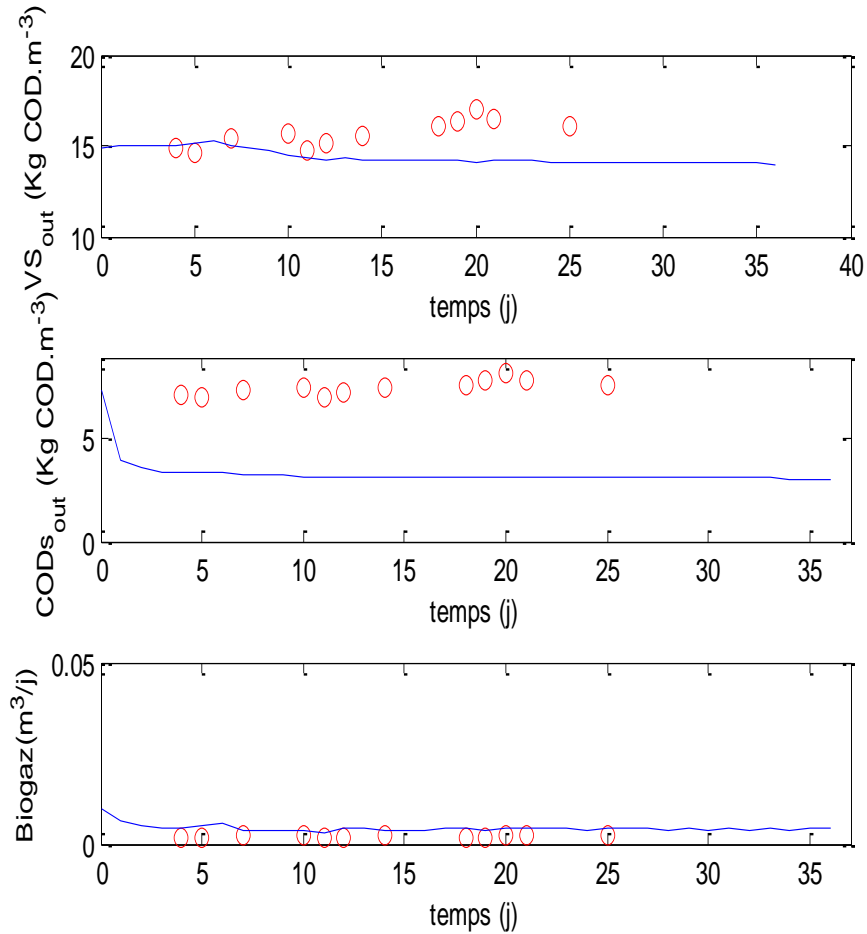 20
15
10
0 5 10 15 20 25 30 35 40
temps (j)
VS_out (Kg COD.m^-3)
5
0
0 5 10 15 20 25 30 35
temps (j)
CODs_out (Kg COD.m^-3)
0.05
0
0 5 10 15 20 25 30 35
temps (j)
Biogaz(m^3/j)